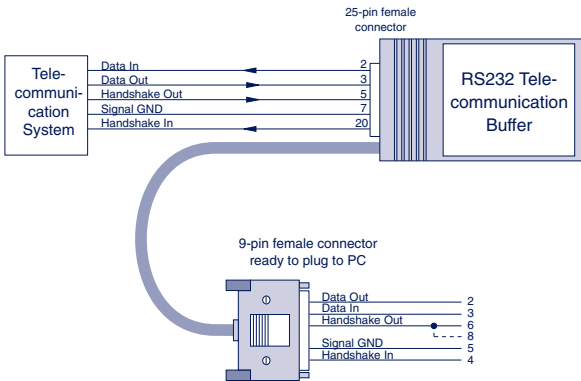 25-pin female
connector
Tele-
communi-
cation
System
Data In 2
Data Out 3
Handshake Out 5
Signal GND 7
Handshake In 20
RS232 Tele-
communication
Buffer
9-pin female connector
ready to plug to PC
Data Out 2
Data In 3
Handshake Out 6
8
Signal GND 5
Handshake In 4